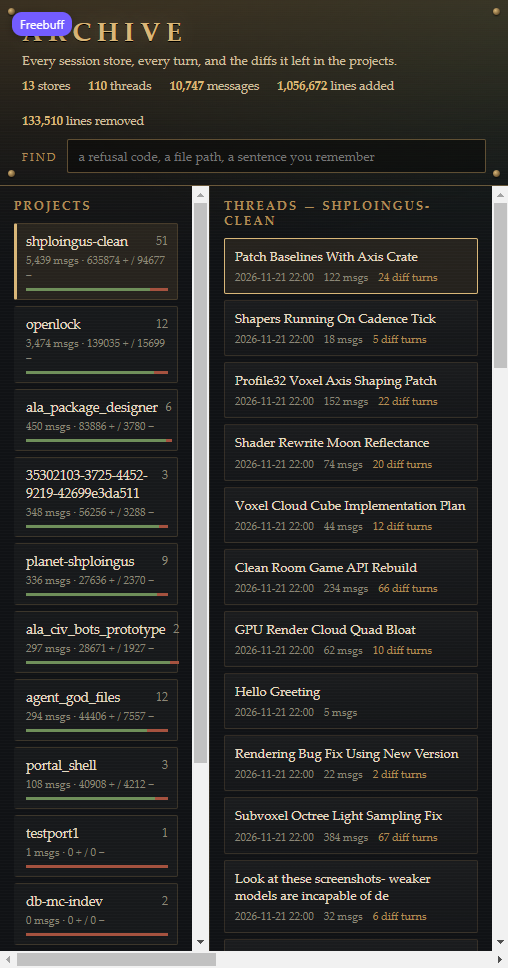 Freebuff
ARCHIVE
Every session store, every turn, and the diffs it left in the projects.
13 stores 110 threads 10,747 messages 1,056,672 lines added
133,510 lines removed
FIND a refusal code, a file path, a sentence you remember
PROJECTS
shploingus-clean 51
5,439 msgs · 635874 + / 94677
−
openlock 12
3,474 msgs · 139035 + / 15699
−
ala_package_designer 6
450 msgs · 83886 + / 3780 −
35302103-3725-4452-
9219-42699e3da511 3
348 msgs · 56256 + / 3288 −
planet-shploingus 9
336 msgs · 27636 + / 2370 −
ala_civ_bots_prototype 2
297 msgs · 28671 + / 1927 −
agent_god_files 12
294 msgs · 44406 + / 7557 −
portal_shell 3
108 msgs · 40908 + / 4212 −
testport1 1
1 msgs · 0 + / 0 −
db-mc-indev 2
0 msgs · 0 + / 0 −
THREADS — SHPLOINGUS-
CLEAN
Patch Baselines With Axis Crate
2026-11-21 22:00 122 msgs 24 diff turns
Shapers Running On Cadence Tick
2026-11-21 22:00 18 msgs 5 diff turns
Profile32 Voxel Axis Shaping Patch
2026-11-21 22:00 152 msgs 22 diff turns
Shader Rewrite Moon Reflectance
2026-11-21 22:00 74 msgs 20 diff turns
Voxel Cloud Cube Implementation Plan
2026-11-21 22:00 44 msgs 12 diff turns
Clean Room Game API Rebuild
2026-11-21 22:00 234 msgs 66 diff turns
GPU Render Cloud Quad Bloat
2026-11-21 22:00 62 msgs 10 diff turns
Hello Greeting
2026-11-21 22:00 5 msgs
Rendering Bug Fix Using New Version
2026-11-21 22:00 22 msgs 2 diff turns
Subvoxel Octree Light Sampling Fix
2026-11-21 22:00 384 msgs 67 diff turns
Look at these screenshots- weaker
models are incapable of de
2026-11-21 22:00 32 msgs 6 diff turns